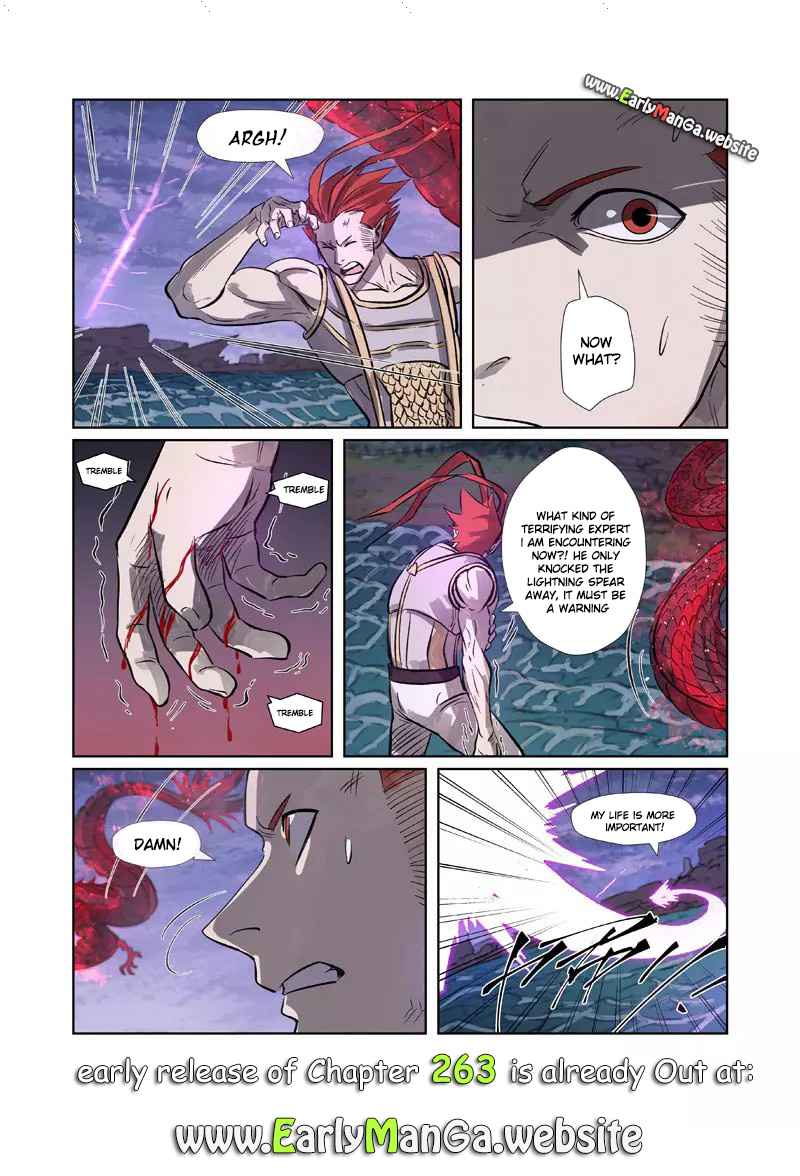 www.EarlyManGa.website
ARGH!
NOW
WHAT?
TREMBLE
TREMBLE
TREMBLE
WHAT KIND OF
TERRIFYING EXPERT
I AM ENCOUNTERING
NOW?! HE ONLY
KNOCKED THE
LIGHTNING SPEAR
AWAY, IT MUST BE
A WARNING
DAMN!
MY LIFE IS MORE
IMPORTANT!
early release of Chapter 263 is already Out at:
www.EarlyManGa.website